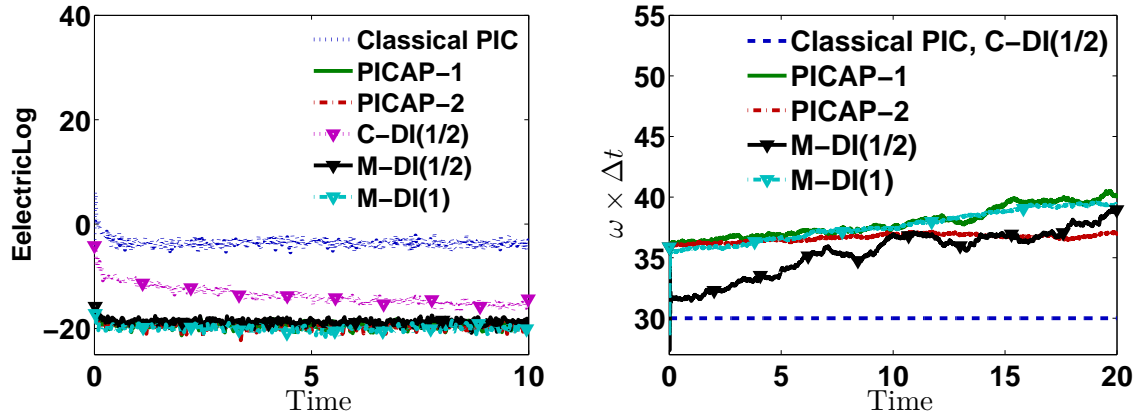 40
20
0
−20
EelectricLog
Classical PIC
PICAP−1
PICAP−2
C−DI(1/2)
M−DI(1/2)
M−DI(1)
0
5
10
Time
55
50
45
40
35
30
ω × Δt
Classical PIC, C−DI(1/2)
PICAP−1
PICAP−2
M−DI(1/2)
M−DI(1)
0
5
10
15
20
Time